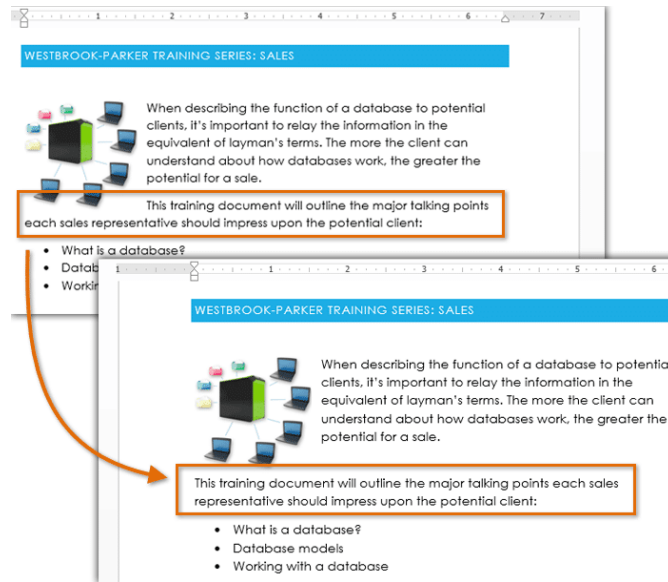 1 2 3 4 5 6 7
WESTBROOK-PARKER TRAINING SERIES: SALES
When describing the function of a database to potential
clients, it's important to relay the information in the
equivalent of layman's terms. The more the client can
understand about how databases work, the greater the
potential for a sale.
This training document will outline the major talking points
each sales representative should impress upon the potential client:
• What is a database?
• Datab
• Workin
1 1 2 3 4 5 6
WESTBROOK-PARKER TRAINING SERIES: SALES
When describing the function of a database to potentia
clients, it's important to relay the information in the
equivalent of layman's terms. The more the client can
understand about how databases work, the greater the
potential for a sale.
This training document will outline the major talking points each sales
representative should impress upon the potential client:
• What is a database?
• Database models
• Working with a database